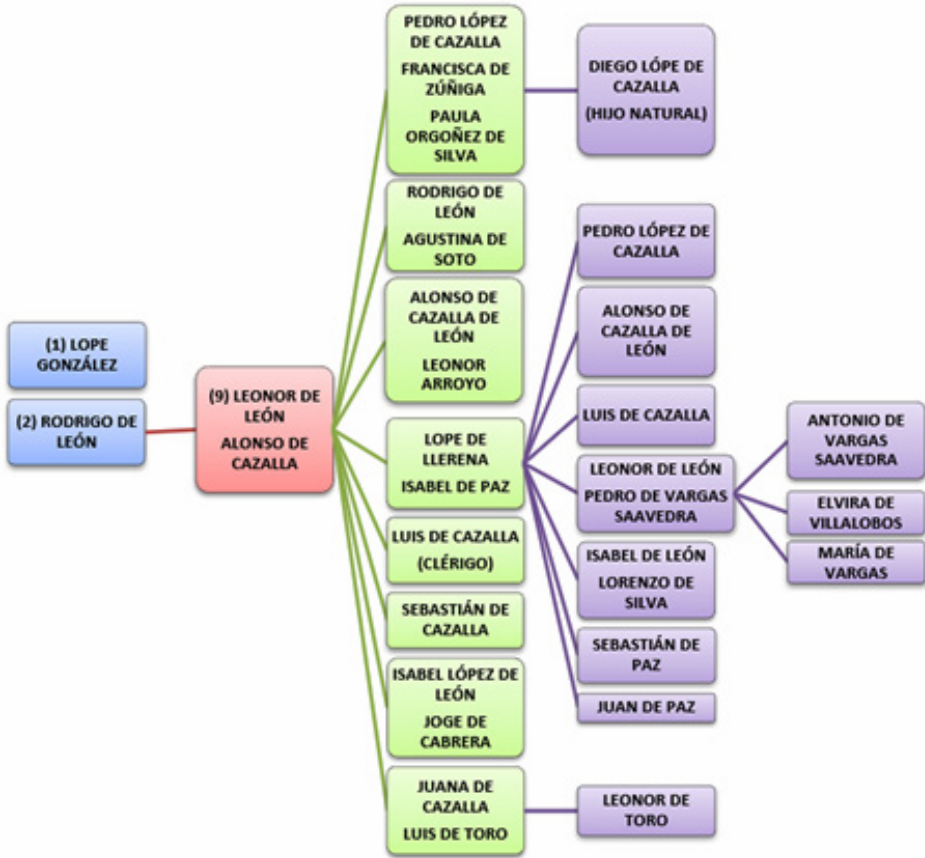 (1) LOPE
GONZÁLEZ
(2) RODRIGO DE
LEÓN
(9) LEONOR DE
LEÓN
ALONSO DE
CAZALLA
PEDRO LÓPEZ
DE CAZALLA
FRANCISCA DE
ZÚÑIGA
PAULA
ORGOÑEZ DE
SILVA
RODRIGO DE
LEÓN
AGUSTINA DE
SOTO
ALONSO DE
CAZALLA DE
LEÓN
LEONOR
ARROYO
LOPE DE
LLERENA
ISABEL DE PAZ
LUIS DE CAZALLA
(CLÉRIGO)
SEBASTIÁN DE
CAZALLA
ISABEL LÓPEZ DE
LEÓN
JOGE DE
CABRERA
JUANA DE
CAZALLA
LUIS DE TORO
DIEGO LÓPE DE
CAZALLA
(HIJO NATURAL)
PEDRO LÓPEZ DE
CAZALLA
ALONSO DE
CAZALLA DE
LEÓN
LUIS DE CAZALLA
LEONOR DE LEÓN
PEDRO DE VARGAS
SAAVEDRA
ISABEL DE LEÓN
LORENZO DE
SILVA
SEBASTIÁN DE
PAZ
JUAN DE PAZ
LEONOR DE
TORO
ANTONIO DE
VARGAS
SAAVEDRA
ELVIRA DE
VILLALOBOS
MARÍA DE
VARGAS